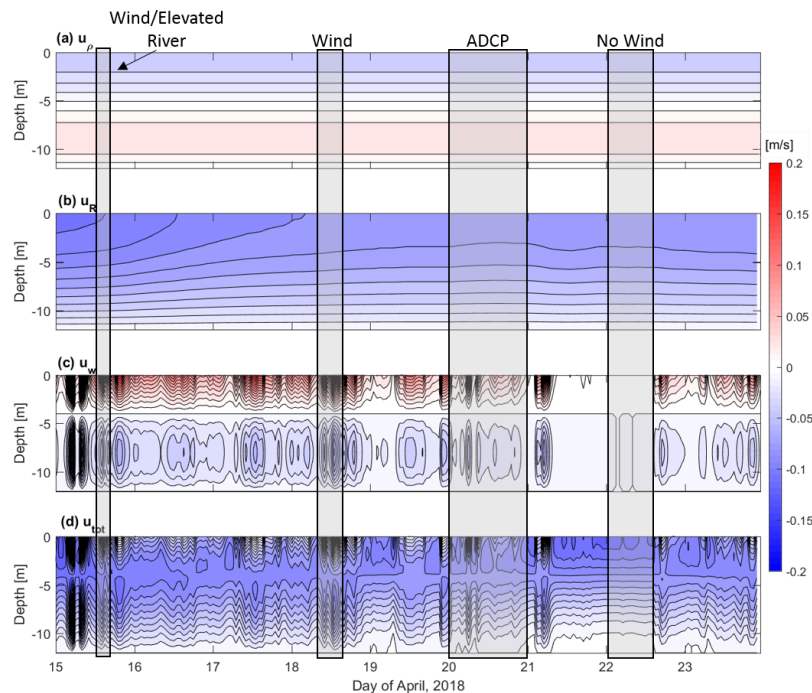 Wind/Elevated
River
Wind
ADCP
No Wind
(a) uρ
0
-5
-10
Depth [m]
[m/s]
0.2
0.15
0.1
0.05
0
-0.05
-0.1
-0.15
-0.2
(b) uR
0
-5
-10
Depth [m]
(c) uw
0
-5
-10
Depth [m]
(d) utot
0
-5
-10
Depth [m]
15 16 17 18 19 20 21 22 23
Day of April, 2018